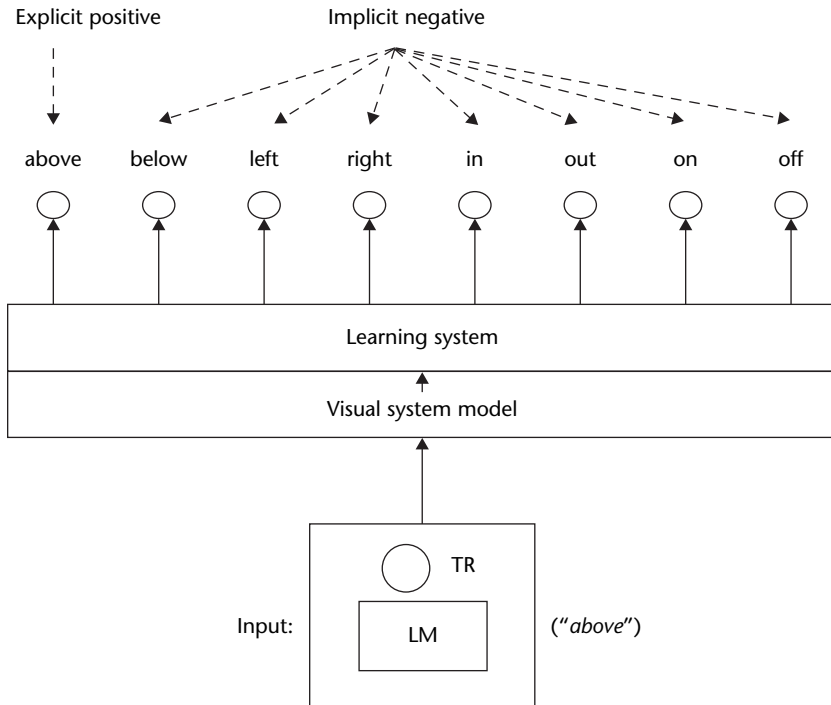 Explicit positive Implicit negative
above below left right in out on off
Learning system
Visual system model
TR
Input: LM (“above”)